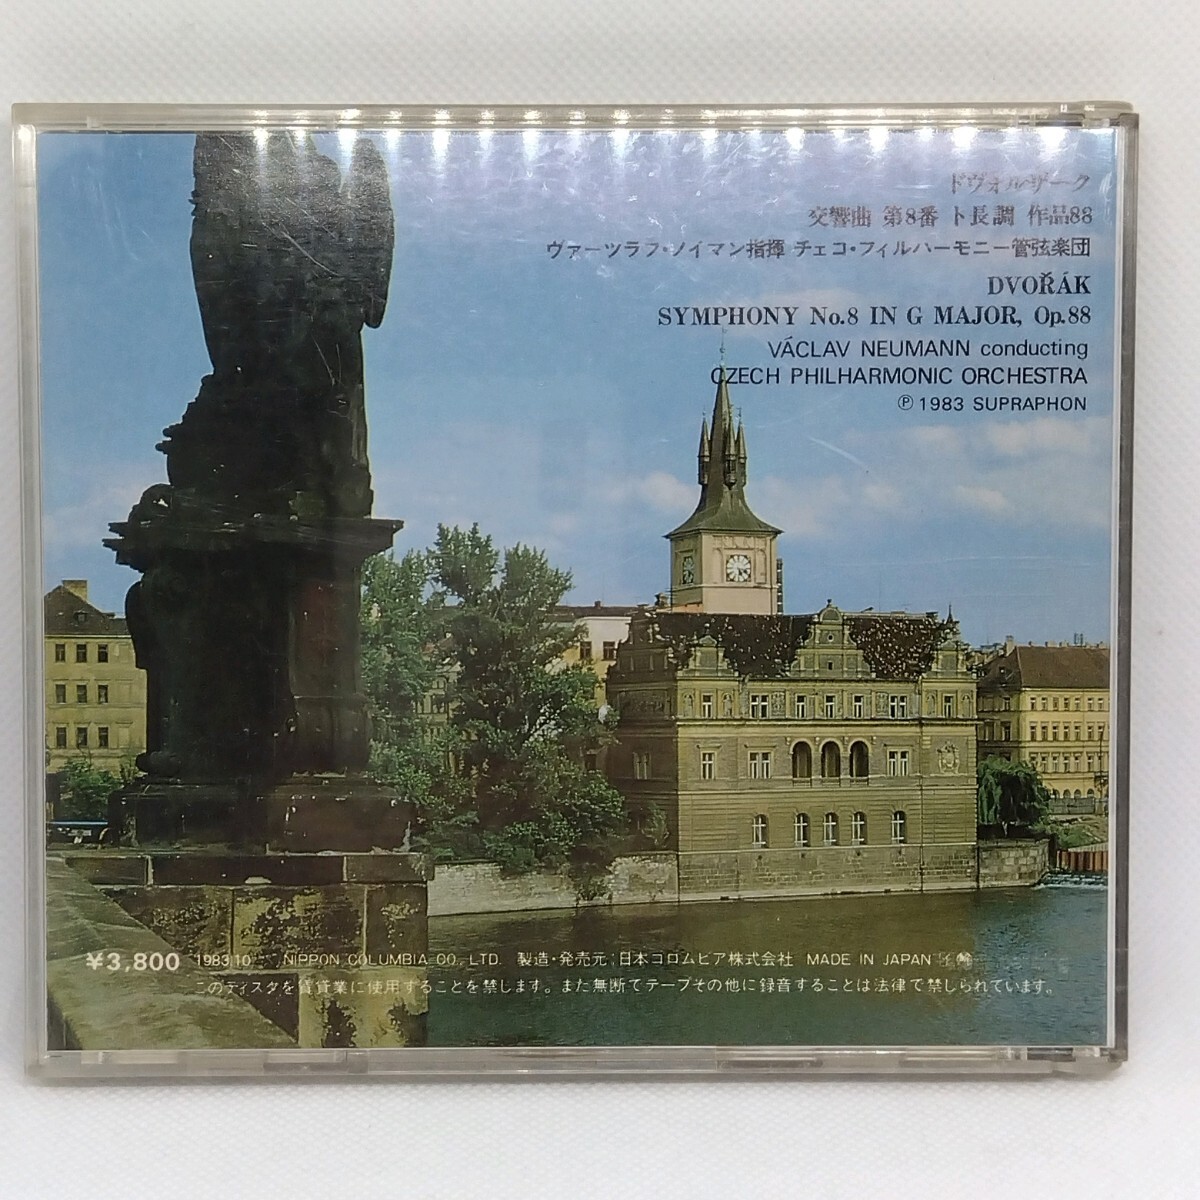 ドヴォルザーク
交響曲 第8番 ト長調 作品88
ヴァーツラフ・ノイマン指揮 チェコ・フィルハーモニー管弦楽団
DVOŘÁK
SYMPHONY No.8 IN G MAJOR, Op.88
VÁCLAV NEUMANN conducting
CZECH PHILHARMONIC ORCHESTRA
Ⓟ 1983 SUPRAPHON
¥3,800 1983.10 NIPPON COLUMBIA CO., LTD. 製造・発売元:日本コロムビア株式会社 MADE IN JAPAN
このディスクを賃貸業に使用することを禁じます。また無断でテープその他に録音することは法律で禁じられています。